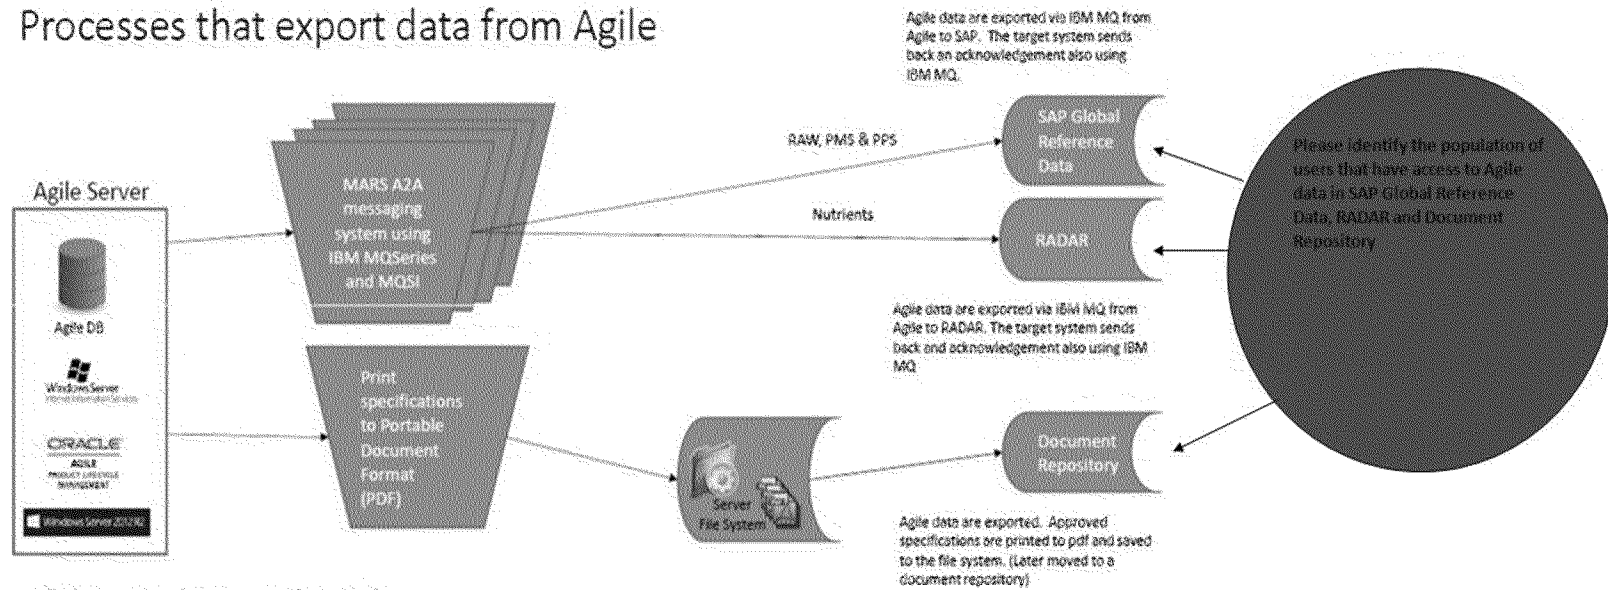 Processes that export data from Agile
Agile data are exported via IBM MQ from
Agile to SAP. The target system sends
back an acknowledgement also using
IBM MQ.
SAP Global
Reference
Data
RAW, PMS & PPS
Please identify the population of
users that have access to Agile
data in SAP Global Reference
Data, RADAR and Document
Repository
Agile Server
MARS A2A
messaging
system using
IBM MQSeries
and MQSI
Nutrients
RADAR
Agile DB
Agile data are exported via IBM MQ from
Agile to RADAR. The target system sends
back and acknowledgement also using IBM
MQ
Windows Server
Print
specifications
to Portable
Document
Format
(PDF)
ORACLE
AGILE
PRODUCT LIFECYCLE
MANAGEMENT
Document
Repository
Server
File System
Windows Server 2012 R2
Agile data are exported. Approved
specifications are printed to pdf and saved
to the file system. (Later moved to a
document repository)